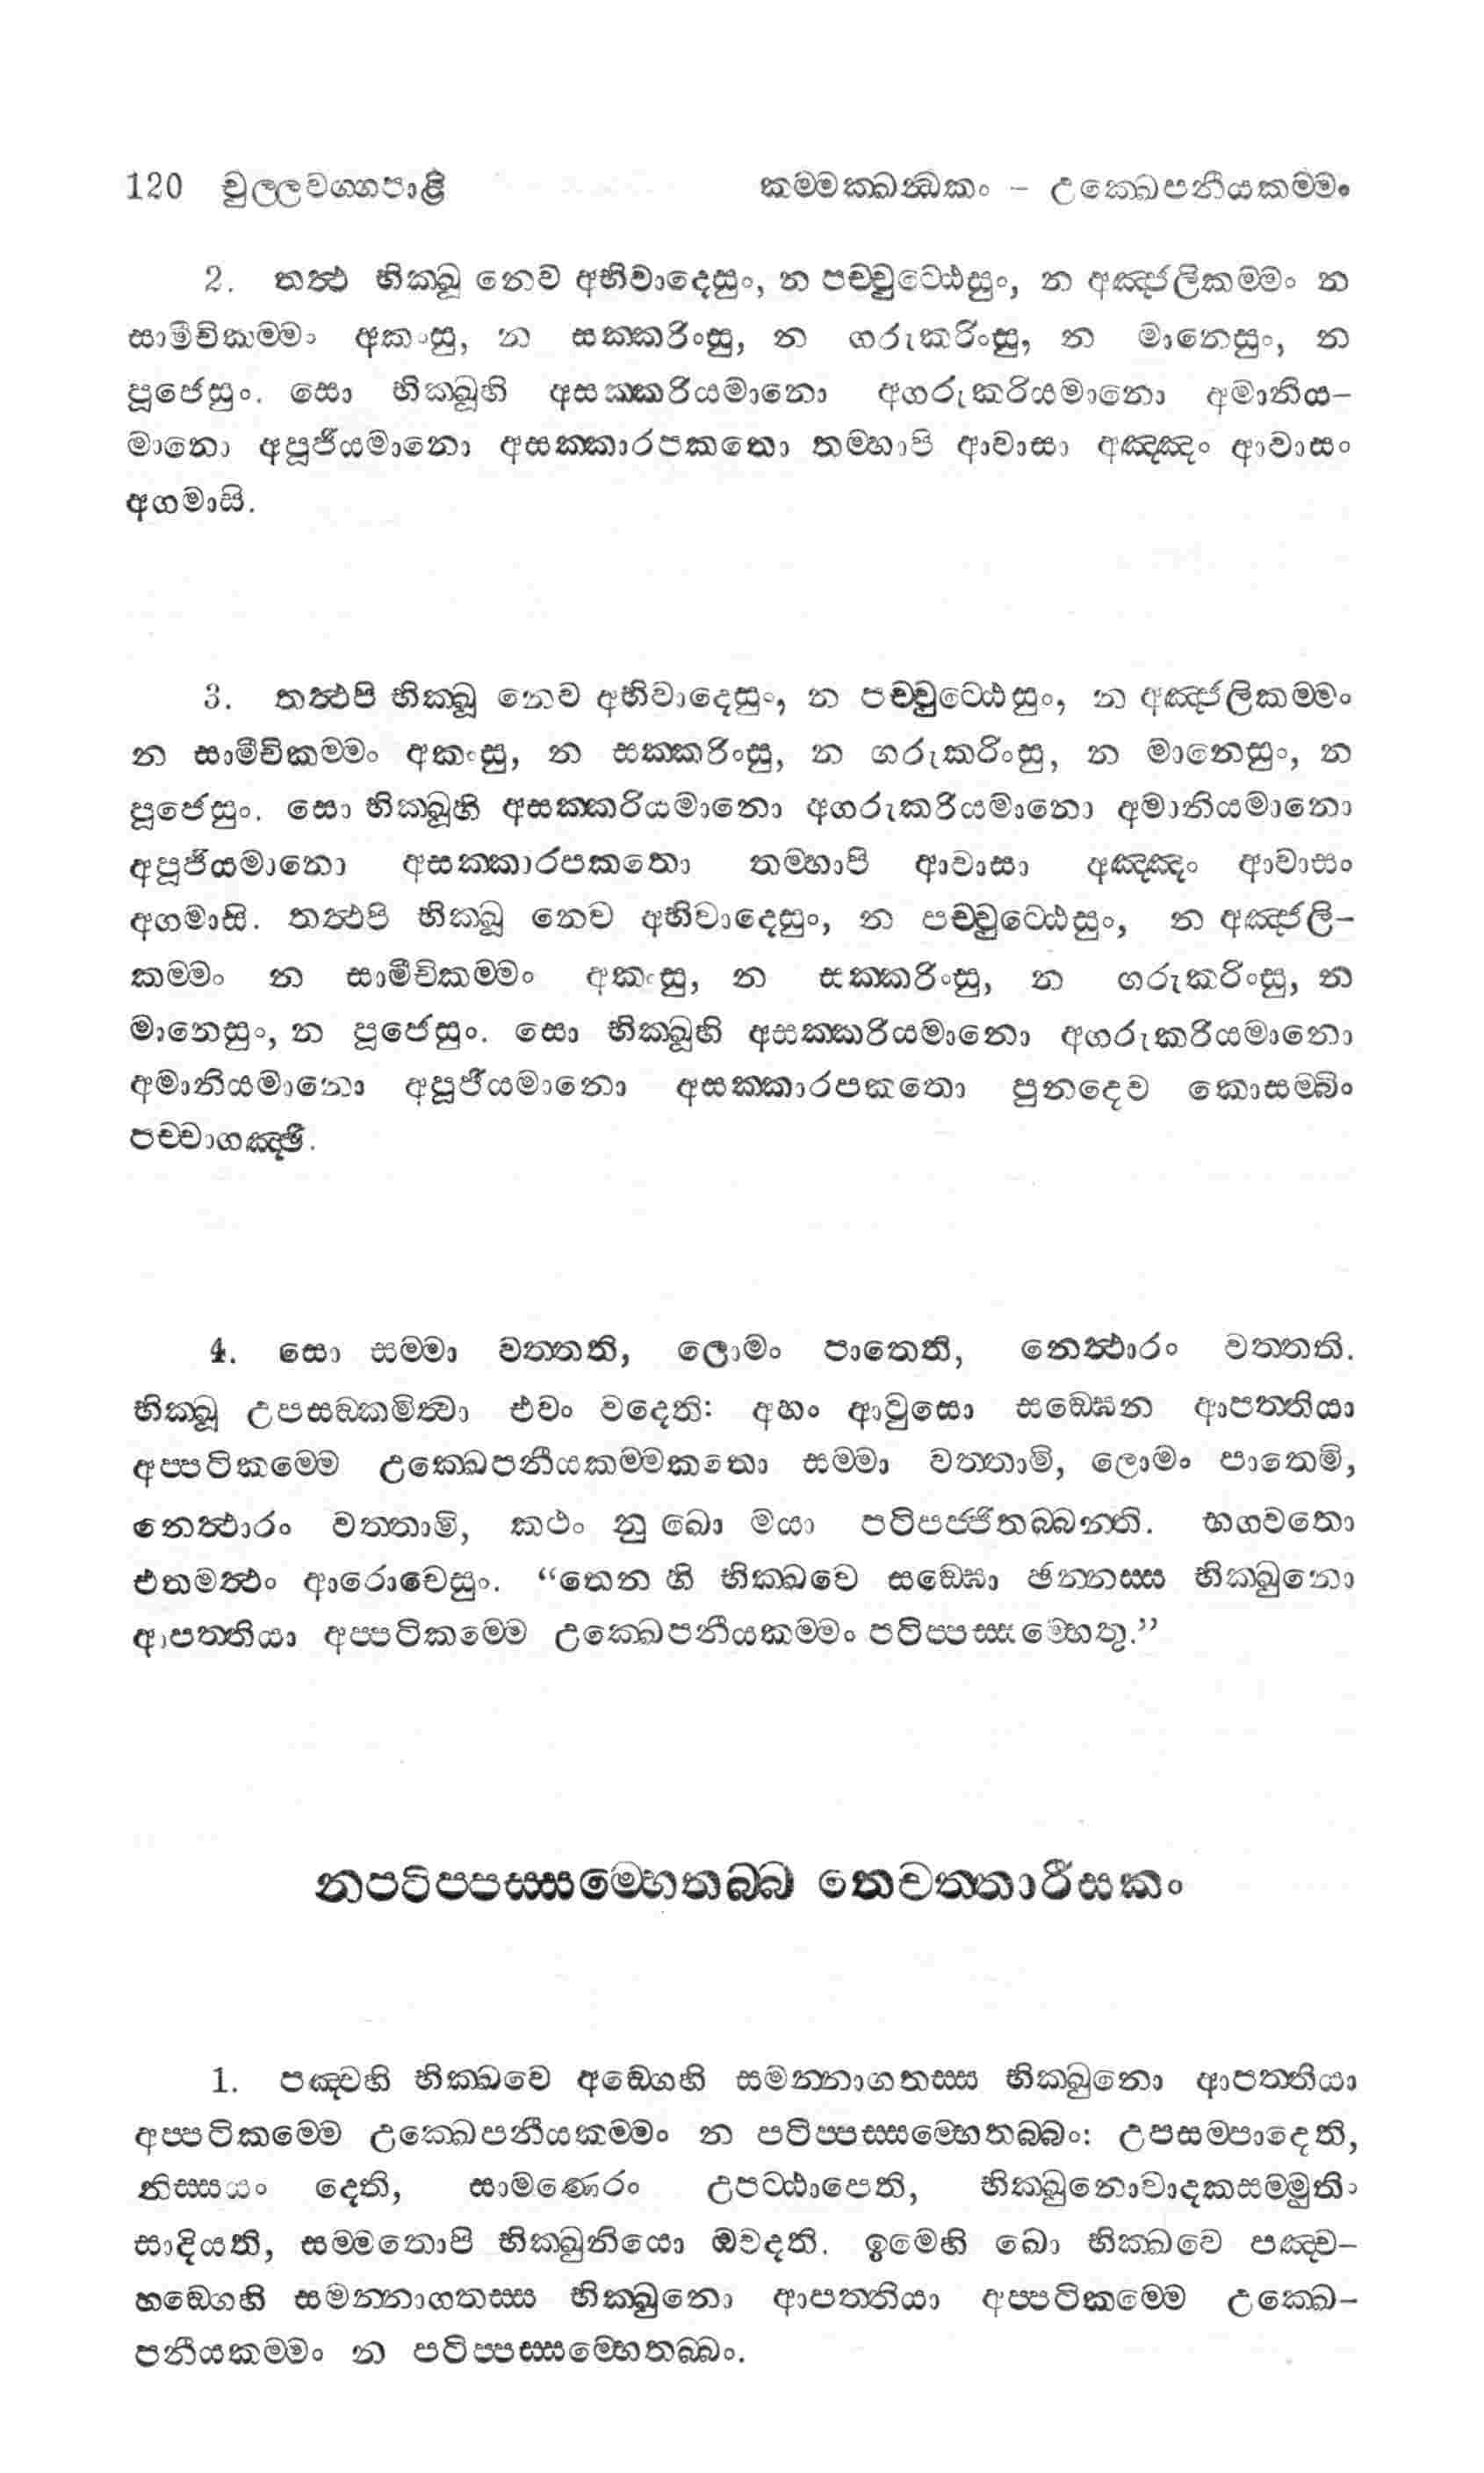 120 චුල්ලවග්ගපාළි කම්මක්ඛන්ධකං – උක්ඛෙපනීයකම්මං
2. තත්ථ භික්ඛූ නෙව අභිවාදෙසුං, න පච්චුට්ඨෙසුං, න අඤ්ජලිකම්මං න
සාමීචිකම්මං අකංසු, න සක්කරිංසු, න ගරුකරිංසු, න මානෙසුං, න
පූජෙසුං. සො භික්ඛූහි අසක්කරියමානො අගරුකරියමානො අමානිය–
මානො අපූජියමානො අසක්කාරපකතො තම්හාපි ආවාසා අඤ්ඤං ආවාසං
අගමාසි.
3. තත්ථපි භික්ඛූ නෙව අභිවාදෙසුං, න පච්චුට්ඨෙසුං, න අඤ්ජලිකම්මං
න සාමීචිකම්මං අකංසු, න සක්කරිංසු, න ගරුකරිංසු, න මානෙසුං, න
පූජෙසුං. සො භික්ඛූහි අසක්කරියමානො අගරුකරියමානො අමානියමානො
අපූජියමානො අසක්කාරපකතො තම්හාපි ආවාසා අඤ්ඤං ආවාසං
අගමාසි. තත්ථපි භික්ඛූ නෙව අභිවාදෙසුං, න පච්චුට්ඨෙසුං, න අඤ්ජලි–
කම්මං න සාමීචිකම්මං අකංසු, න සක්කරිංසු, න ගරුකරිංසු, න
මානෙසුං, න පූජෙසුං. සො භික්ඛූහි අසක්කරියමානො අගරුකරියමානො
අමානියමානො අපූජියමානො අසක්කාරපකතො පුනදෙව කොසම්බිං
පච්චාගඤ්ඡි.
4. සො සම්මා වත්තති, ලොමං පාතෙති, නෙත්ථාරං වත්තති.
භික්ඛූ උපසඞ්කමිත්වා එවං වදෙති: අහං ආවුසො සඞ්ඝෙන ආපත්තියා
අප්පටිකම්මෙ උක්ඛෙපනීයකම්මකතො සම්මා වත්තාමි, ලොමං පාතෙමි,
නෙත්ථාරං වත්තාමි, කථං නු ඛො මයා පටිපජ්ජිතබ්බන්ති. භගවතො
එතමත්ථං ආරොචෙසුං. “තෙන හි භික්ඛවෙ සඞ්ඝො ඡන්නස්ස භික්ඛුනො
ආපත්තියා අප්පටිකම්මෙ උක්ඛෙපනීයකම්මං පටිප්පස්සම්භෙතු.”
නපටිප්පස්සම්භෙතබ්බ තෙචත්තාරීසකං
1. පඤ්චහි භික්ඛවෙ අඞ්ගෙහි සමන්නාගතස්ස භික්ඛුනො ආපත්තියා
අප්පටිකම්මෙ උක්ඛෙපනීයකම්මං න පටිප්පස්සම්භෙතබ්බං: උපසම්පාදෙති,
නිස්සයං දෙති, සාමණෙරං උපට්ඨාපෙති, භික්ඛුනොවාදකසම්මුතිං
සාදියති, සම්මතොපි භික්ඛුනියො ඔවදති. ඉමෙහි ඛො භික්ඛවෙ පඤ්ච–
හඞ්ගෙහි සමන්නාගතස්ස භික්ඛුනො ආපත්තියා අප්පටිකම්මෙ උක්ඛෙ–
පනීයකම්මං න පටිප්පස්සම්භෙතබ්බං.